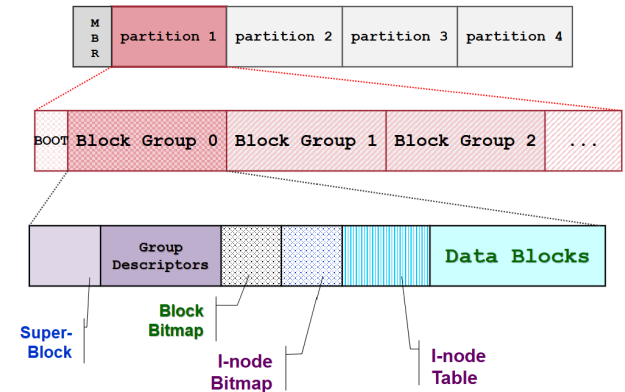 M
B
R
partition 1
partition 2
partition 3
partition 4
BOOT
Block Group 0
Block Group 1
Block Group 2
...
Group
Descriptors
Data Blocks
Super-
Block
Block
Bitmap
I-node
Bitmap
I-node
Table